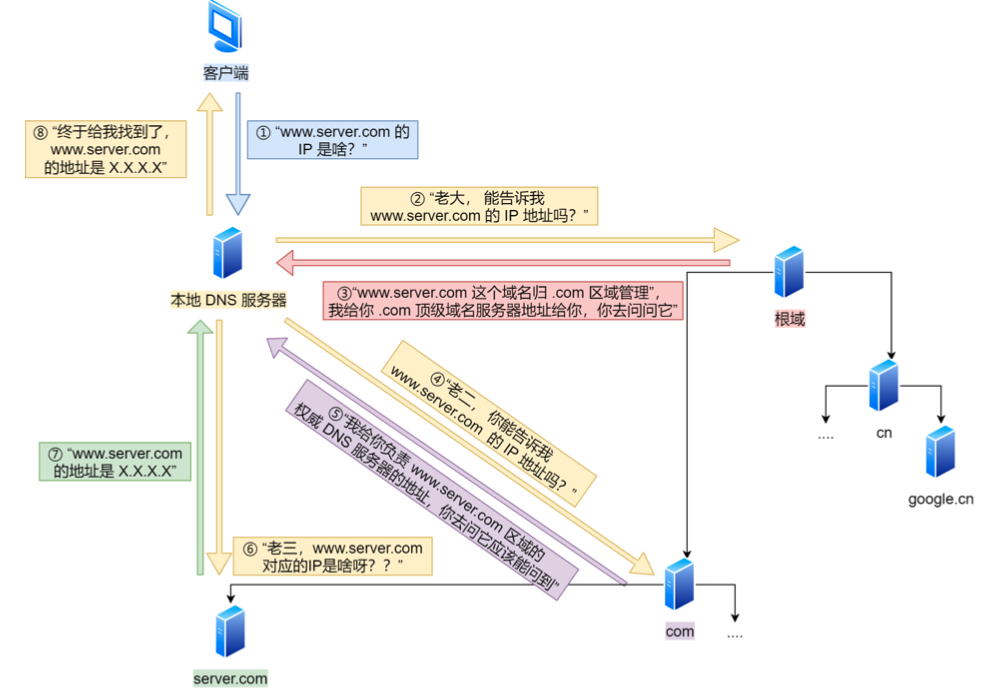 客户端
① “www.server.com 的
IP 是啥？”
⑧ “终于给我找到了，
www.server.com
的地址是 X.X.X.X”
② “老大， 能告诉我
www.server.com 的 IP 地址吗？”
本地 DNS 服务器
③“www.server.com 这个域名归 .com 区域管理”，
我给你 .com 顶级域名服务器地址给你，你去问问它”
根域
④ “老二， 你能告诉我
www.server.com 的 IP 地址吗？”
⑤ “我给你负责 www.server.com 区域的
权威 DNS 服务器的地址，你去问它应该能问到”
....
cn
google.cn
⑦ “www.server.com
的地址是 X.X.X.X”
⑥ “老三，www.server.com
对应的IP是啥呀？？”
com
....
server.com